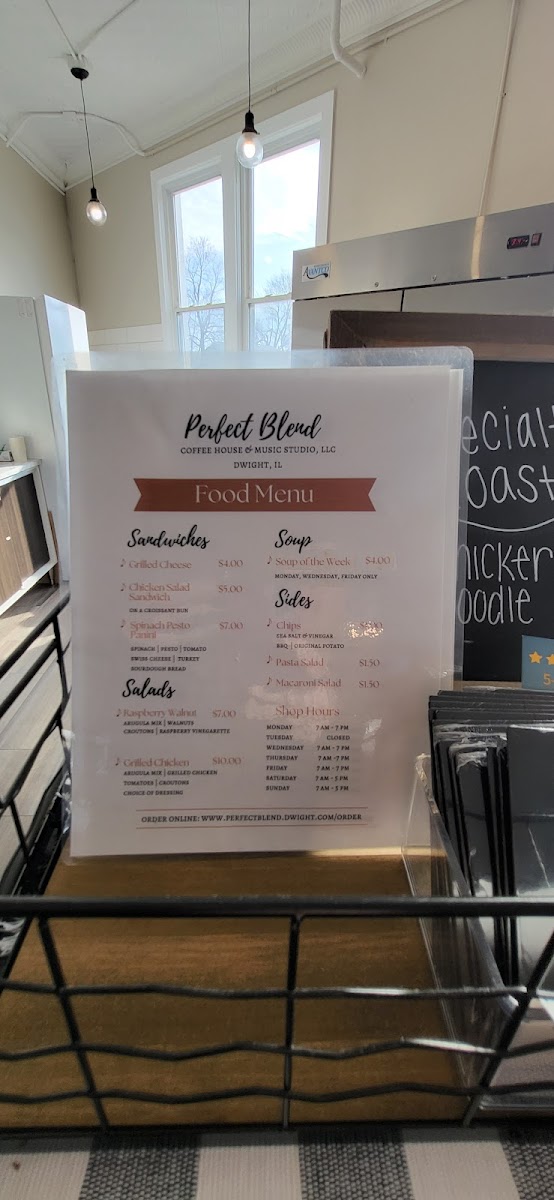 Perfect Blend
COFFEE HOUSE & MUSIC STUDIO, LLC
DWIGHT, IL
Food Menu
Sandwiches
Grilled Cheese $4.00
Chicken Salad $5.00
Sandwich
ON A CROISSANT BUN
Spinach Pesto $7.00
Panini
SPINACH | PESTO | TOMATO
SWISS CHEESE | TURKEY
SOURDOUGH BREAD
Salads
Raspberry Walnut $7.00
ARUGULA MIX | WALNUTS
CROUTONS | RASPBERRY VINEGARETTE
Grilled Chicken $10.00
ARUGULA MIX | GRILLED CHICKEN
TOMATOES | CROUTONS
CHOICE OF DRESSING
Soup
Soup of the Week $4.00
MONDAY, WEDNESDAY, FRIDAY ONLY
Sides
Chips
SEA SALT & VINEGAR
BBQ | ORIGINAL POTATO
Pasta Salad $1.50
Macaroni Salad $1.50
Shop Hours
MONDAY 7 AM - 7 PM
TUESDAY CLOSED
WEDNESDAY 7 AM - 7 PM
THURSDAY 7 AM - 7 PM
FRIDAY 7 AM - 7 PM
SATURDAY 7 AM - 5 PM
SUNDAY 7 AM - 3 PM
ORDER ONLINE: WWW.PERFECTBLEND.DWIGHT.COM/ORDER
AVANTCO
ecial
oast
nicker
oodle
5